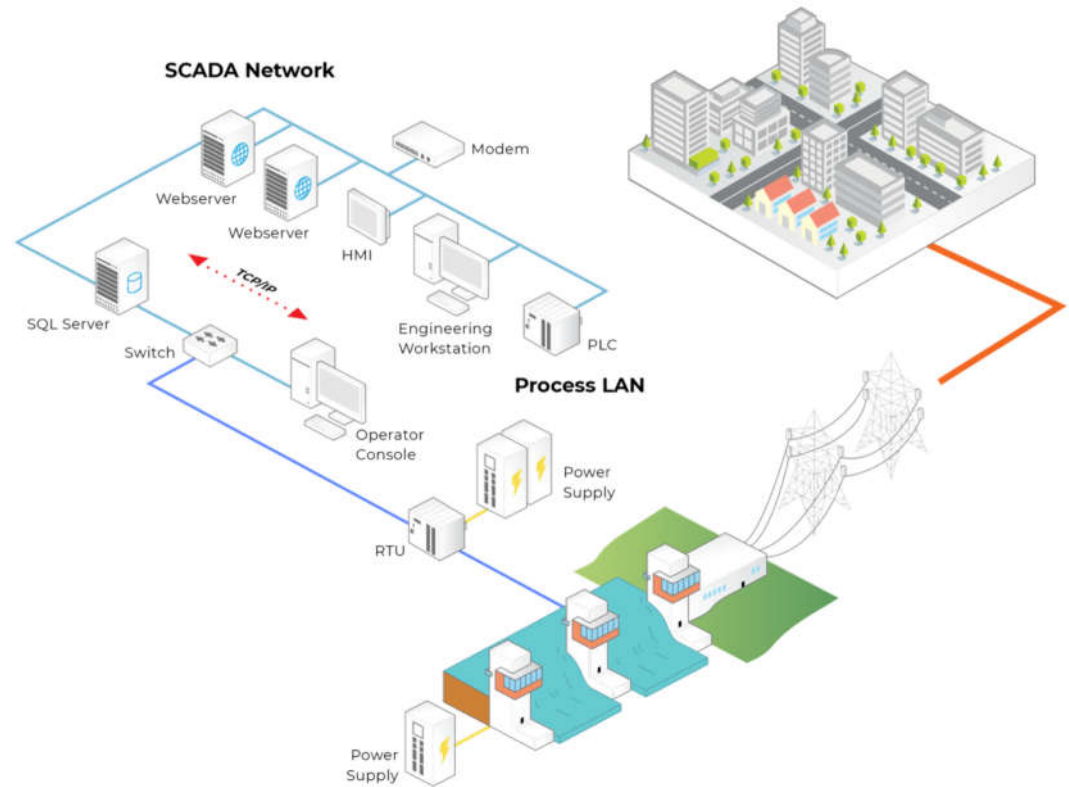 SCADA Network
Modem
Webserver
Webserver
HMI
TCP/IP
SQL Server
Engineering
Workstation
PLC
Switch
Process LAN
Operator
Console
Power
Supply
RTU
Power
Supply